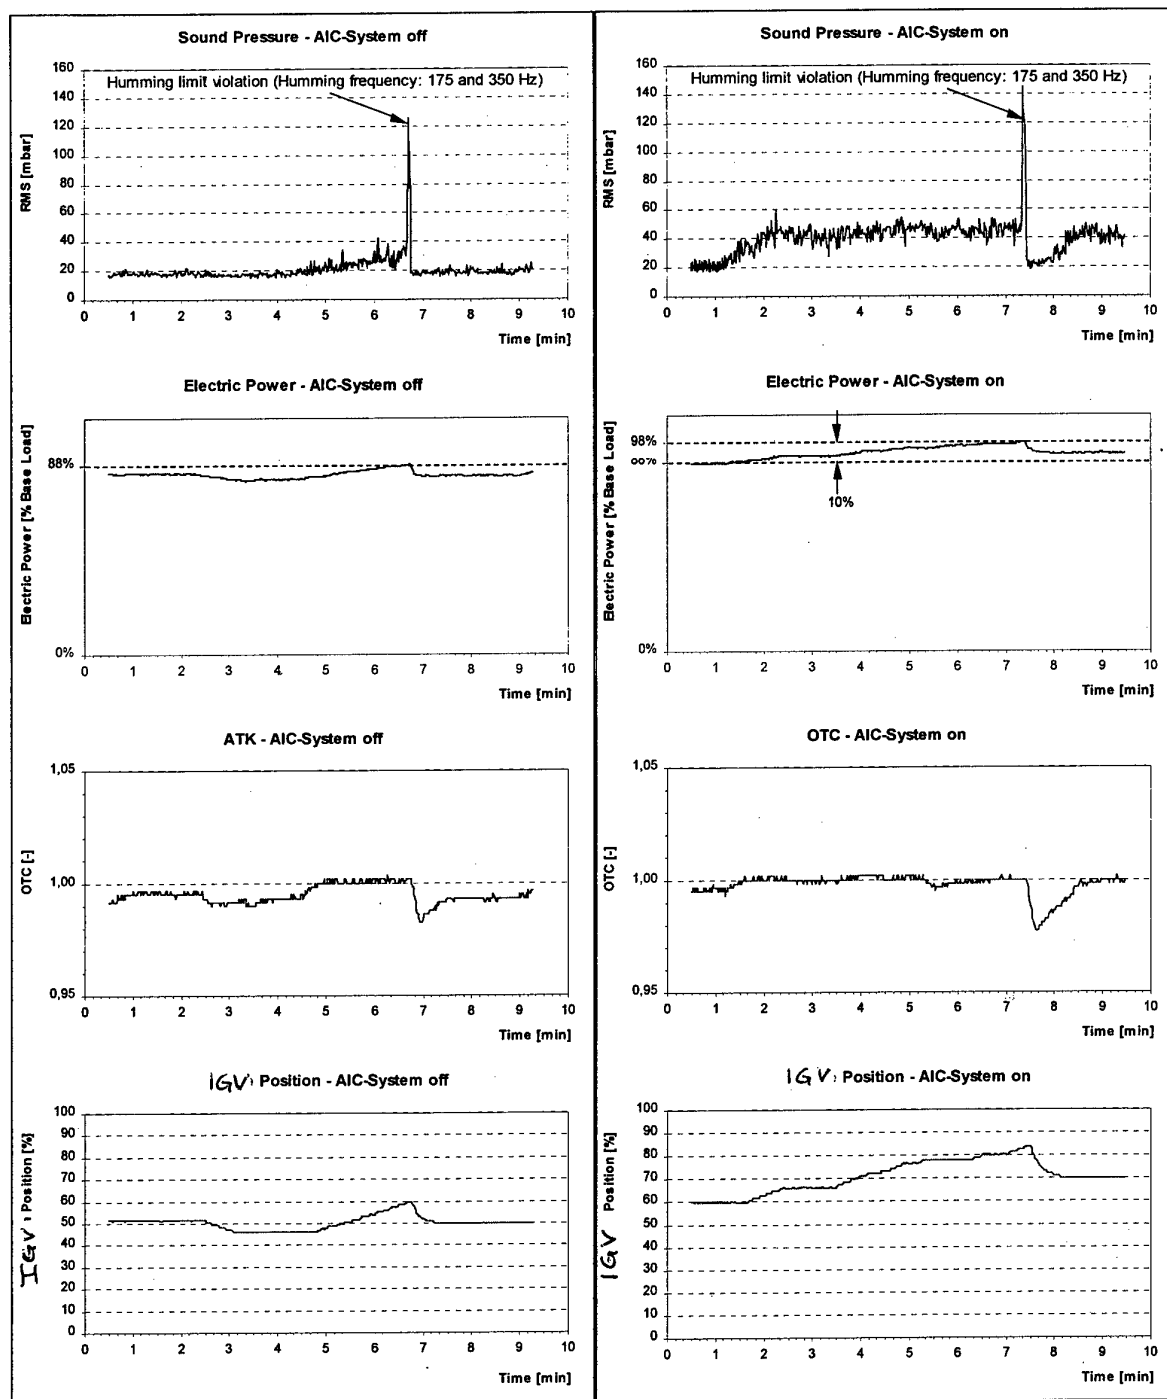 Sound Pressure - AIC-System off
Humming limit violation (Humming frequency: 175 and 350 Hz)
RMS [mbar]
160
140
120
100
80
60
40
20
0
0 1 2 3 4 5 6 7 8 9 10
Time [min]
Electric Power - AIC-System off
Electric Power [% Base Load]
88%
0%
0 1 2 3 4 5 6 7 8 9 10
Time [min]
ATK - AIC-System off
OTC [-]
1,05
1,00
0,95
0 1 2 3 4 5 6 7 8 9 10
Time [min]
IGV Position - AIC-System off
IGV Position [%]
100
90
80
70
60
50
40
30
20
10
0
0 1 2 3 4 5 6 7 8 9 10
Time [min]
Sound Pressure - AIC-System on
Humming limit violation (Humming frequency: 175 and 350 Hz)
RMS [mbar]
160
140
120
100
80
60
40
20
0
0 1 2 3 4 5 6 7 8 9 10
Time [min]
Electric Power - AIC-System on
Electric Power [% Base Load]
98%
10%
0%
0 1 2 3 4 5 6 7 8 9 10
Time [min]
OTC - AIC-System on
OTC [-]
1,05
1,00
0,95
0 1 2 3 4 5 6 7 8 9 10
Time [min]
IGV Position - AIC-System on
IGV Position [%]
100
90
80
70
60
50
40
30
20
10
0
0 1 2 3 4 5 6 7 8 9 10
Time [min]